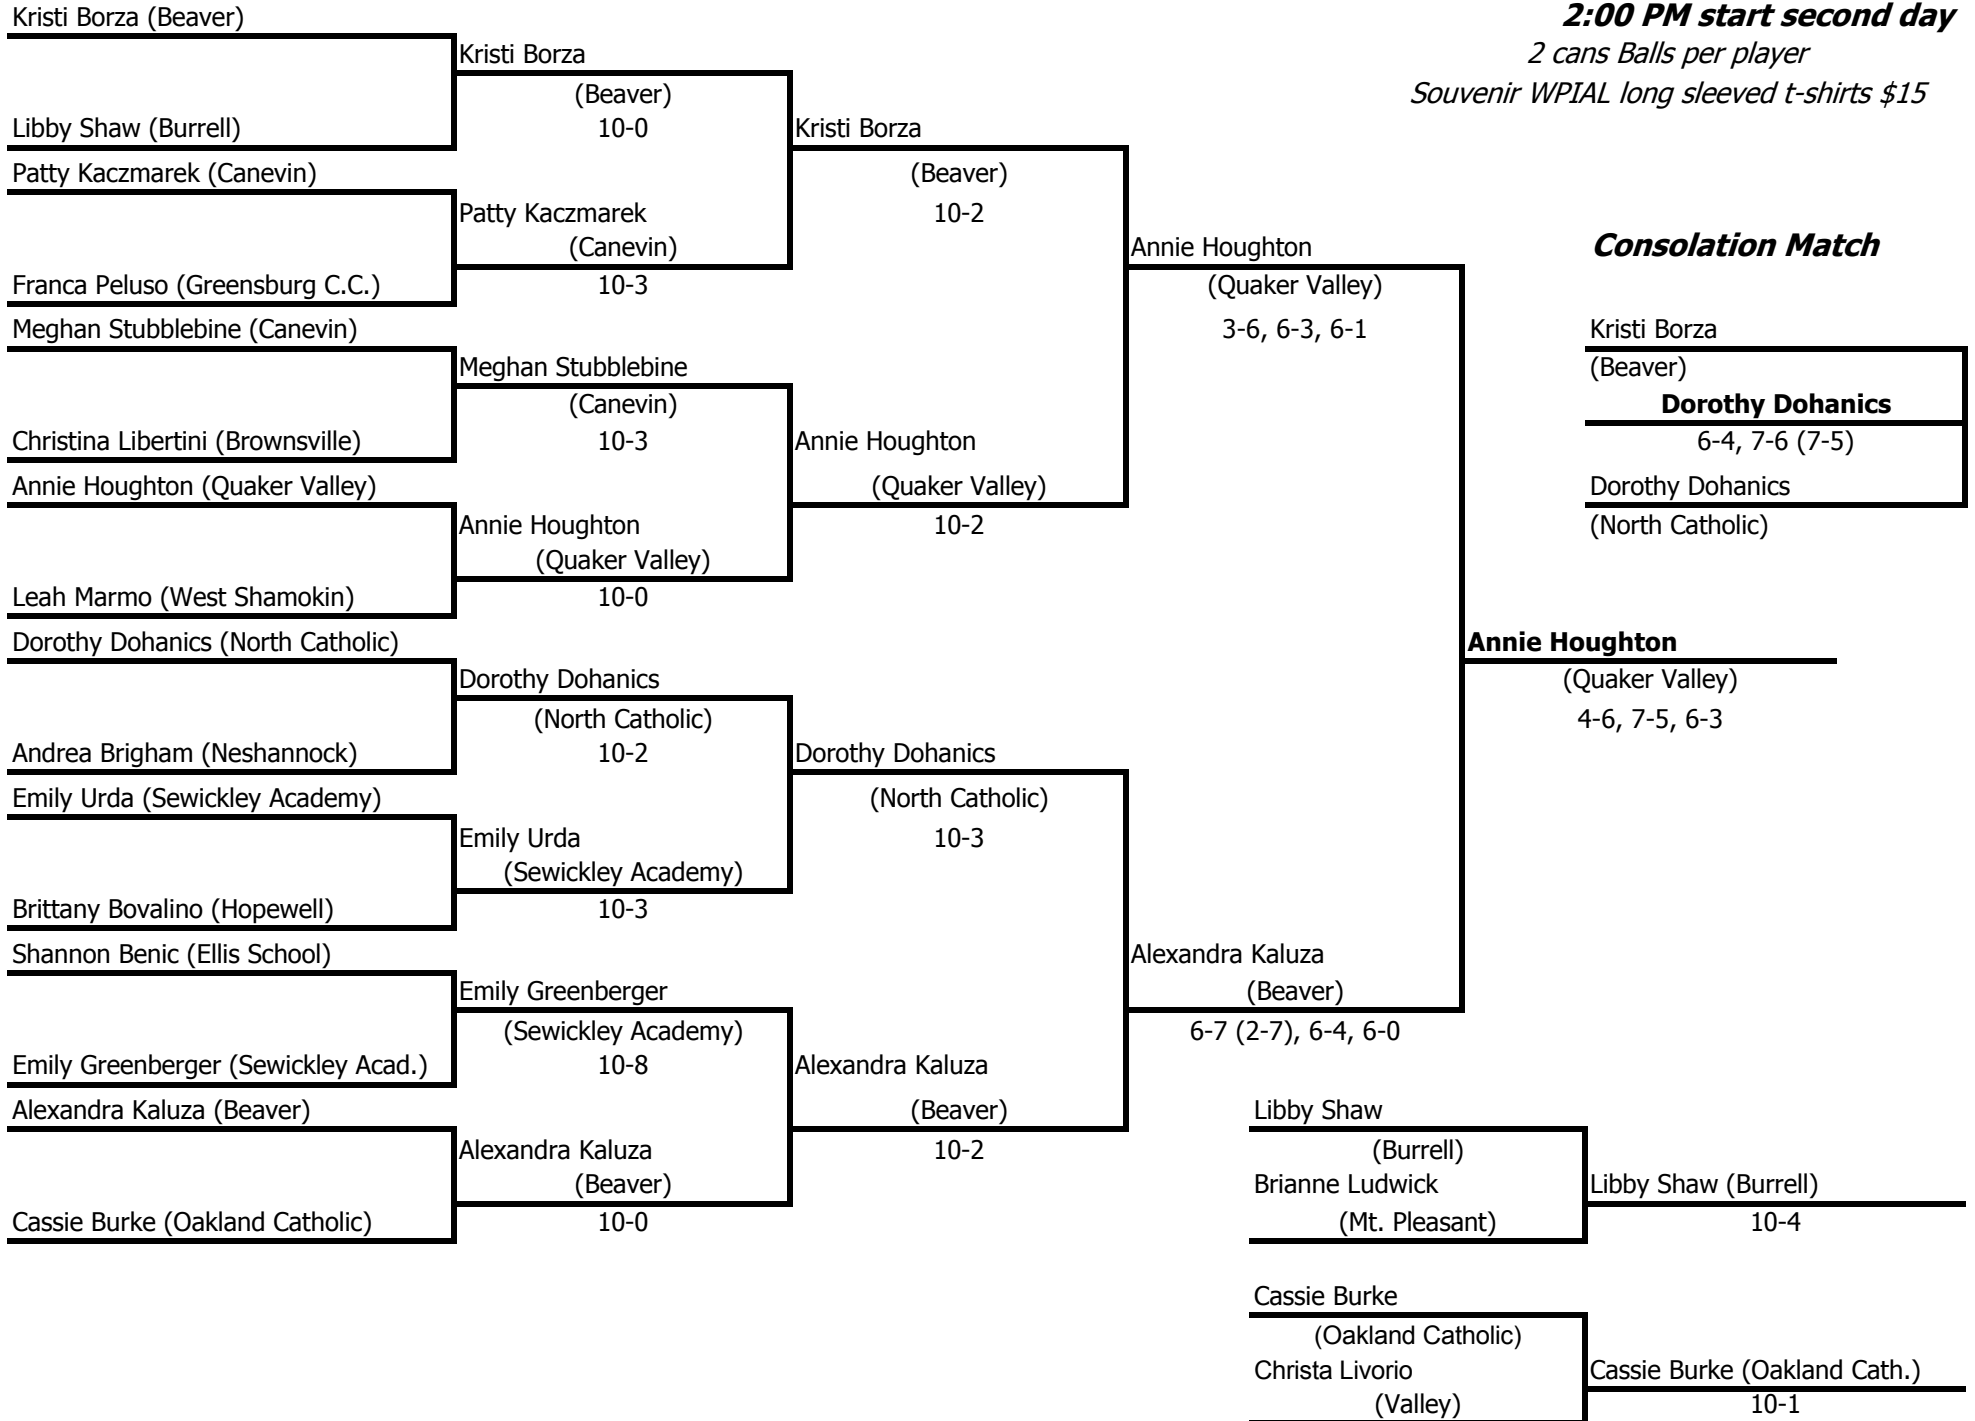 Kristi Borza (Beaver)
Libby Shaw (Burrell)
Patty Kaczmarek (Canevin)
Franca Peluso (Greensburg C.C.)
Meghan Stubblebine (Canevin)
Christina Libertini (Brownsville)
Annie Houghton (Quaker Valley)
Leah Marmo (West Shamokin)
Dorothy Dohanics (North Catholic)
Andrea Brigham (Neshannock)
Emily Urda (Sewickley Academy)
Brittany Bovalino (Hopewell)
Shannon Benic (Ellis School)
Emily Greenberger (Sewickley Acad.)
Alexandra Kaluza (Beaver)
Cassie Burke (Oakland Catholic)
Kristi Borza
(Beaver)
10-0
Patty Kaczmarek
(Canevin)
10-3
Meghan Stubblebine
(Canevin)
10-3
Annie Houghton
(Quaker Valley)
10-0
Dorothy Dohanics
(North Catholic)
10-2
Emily Urda
(Sewickley Academy)
10-3
Emily Greenberger
(Sewickley Academy)
10-8
Alexandra Kaluza
(Beaver)
10-0
Kristi Borza
(Beaver)
10-2
Annie Houghton
(Quaker Valley)
10-2
Dorothy Dohanics
(North Catholic)
10-3
Alexandra Kaluza
(Beaver)
10-2
Annie Houghton
(Quaker Valley)
3-6, 6-3, 6-1
Alexandra Kaluza
(Beaver)
6-7 (2-7), 6-4, 6-0
Annie Houghton
(Quaker Valley)
4-6, 7-5, 6-3
2:00 PM start second day
2 cans Balls per player
Souvenir WPIAL long sleeved t-shirts $15
Consolation Match
Kristi Borza
(Beaver)
Dorothy Dohanics
6-4, 7-6 (7-5)
Dorothy Dohanics
(North Catholic)
Libby Shaw
(Burrell)
Brianne Ludwick
(Mt. Pleasant)
Libby Shaw (Burrell)
10-4
Cassie Burke
(Oakland Catholic)
Christa Livorio
(Valley)
Cassie Burke (Oakland Cath.)
10-1